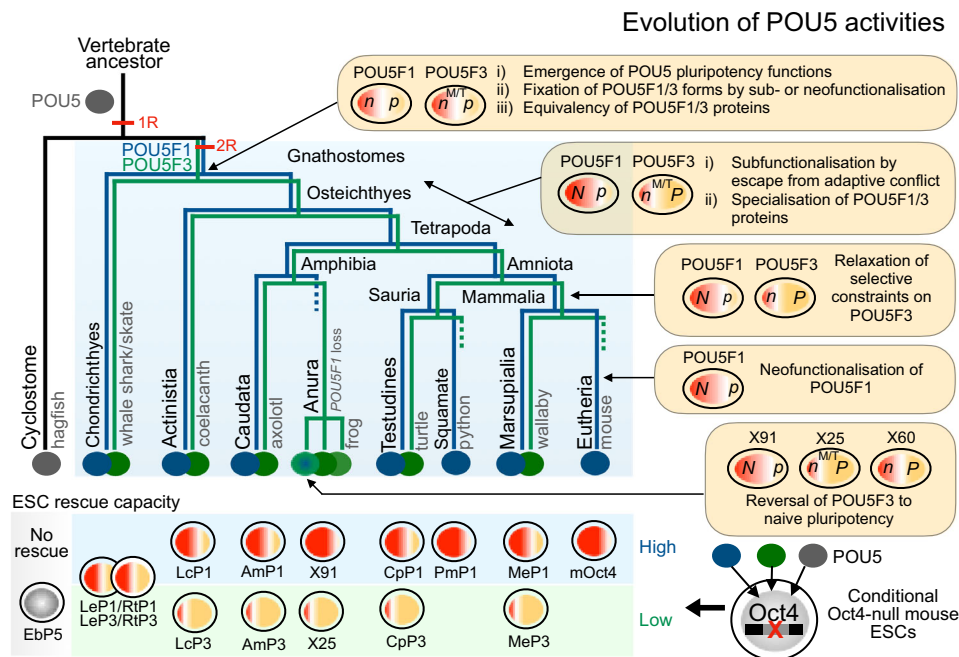 Evolution of POU5 activities
Vertebrate
ancestor
POU5
1R
POU5F1
2R
POU5F3
Gnathostomes
Osteichthyes
Tetrapoda
Amphibia
Amniota
Sauria
Mammalia
POU5F1 POU5F3
n p
n M/T p
i) Emergence of POU5 pluripotency functions
ii) Fixation of POU5F1/3 forms by sub- or neofunctionalisation
iii) Equivalency of POU5F1/3 proteins
POU5F1 POU5F3
N p
n M/T P
i) Subfunctionalisation by
escape from adaptive conflict
ii) Specialisation of POU5F1/3
proteins
POU5F1 POU5F3
N p
n P
Relaxation of
selective
constraints on
POU5F3
POU5F1
N p
Neofunctionalisation
of POU5F1
X91 X25 X60
N p
n M/T P
n P
Reversal of POU5F3 to
naive pluripotency
Cyclostome
hagfish
Chondrichthyes
whale shark/skate
Actinistia
coelacanth
Caudata
axolotl
Anura
POU5F1 loss
frog
Testudines
turtle
Squamate
python
Marsupialia
wallaby
Eutheria
mouse
ESC rescue capacity
No
rescue
EbP5
LeP1/RtP1
LeP3/RtP3
LcP1 AmP1 X91 CpP1 PmP1 MeP1 mOct4
High
LcP3 AmP3 X25 CpP3 MeP3
Low
POU5
Oct4
X
Conditional
Oct4-null mouse
ESCs